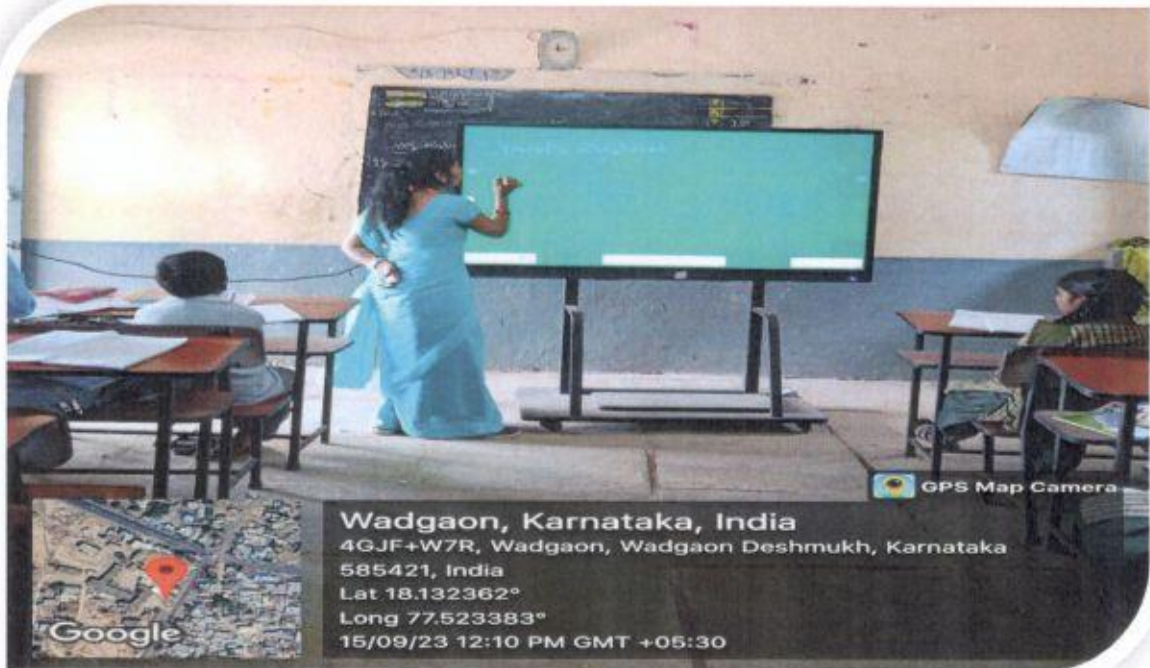 GPS Map Camera
Wadgaon, Karnataka, India
4GJF+W7R, Wadgaon, Wadgaon Deshmukh, Karnataka
585421, India
Lat 18.132362°
Long 77.523383°
15/09/23 12:10 PM GMT +05:30
Google